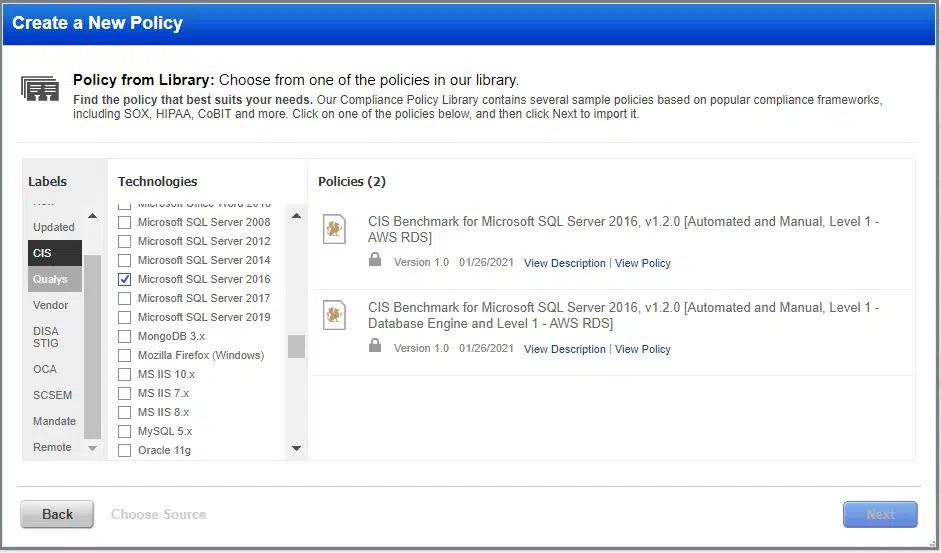 Create a New Policy
Policy from Library: Choose from one of the policies in our library.
Find the policy that best suits your needs. Our Compliance Policy Library contains several sample policies based on popular compliance frameworks,
including SOX, HIPAA, CoBIT and more. Click on one of the policies below, and then click Next to import it.
Labels
Updated
CIS
Qualys
Vendor
DISA
STIG
OCA
SCSEM
Mandate
Remote
Technologies
Microsoft Office Word 2016
Microsoft SQL Server 2008
Microsoft SQL Server 2012
Microsoft SQL Server 2014
Microsoft SQL Server 2016
Microsoft SQL Server 2017
Microsoft SQL Server 2019
MongoDB 3.x
Mozilla Firefox (Windows)
MS IIS 10.x
MS IIS 7.x
MS IIS 8.x
MySQL 5.x
Oracle 11g
Policies (2)
CIS Benchmark for Microsoft SQL Server 2016, v1.2.0 [Automated and Manual, Level 1 -
AWS RDS]
Version 1.0 01/26/2021 View Description | View Policy
CIS Benchmark for Microsoft SQL Server 2016, v1.2.0 [Automated and Manual, Level 1 -
Database Engine and Level 1 - AWS RDS]
Version 1.0 01/26/2021 View Description | View Policy
Back
Choose Source
Next